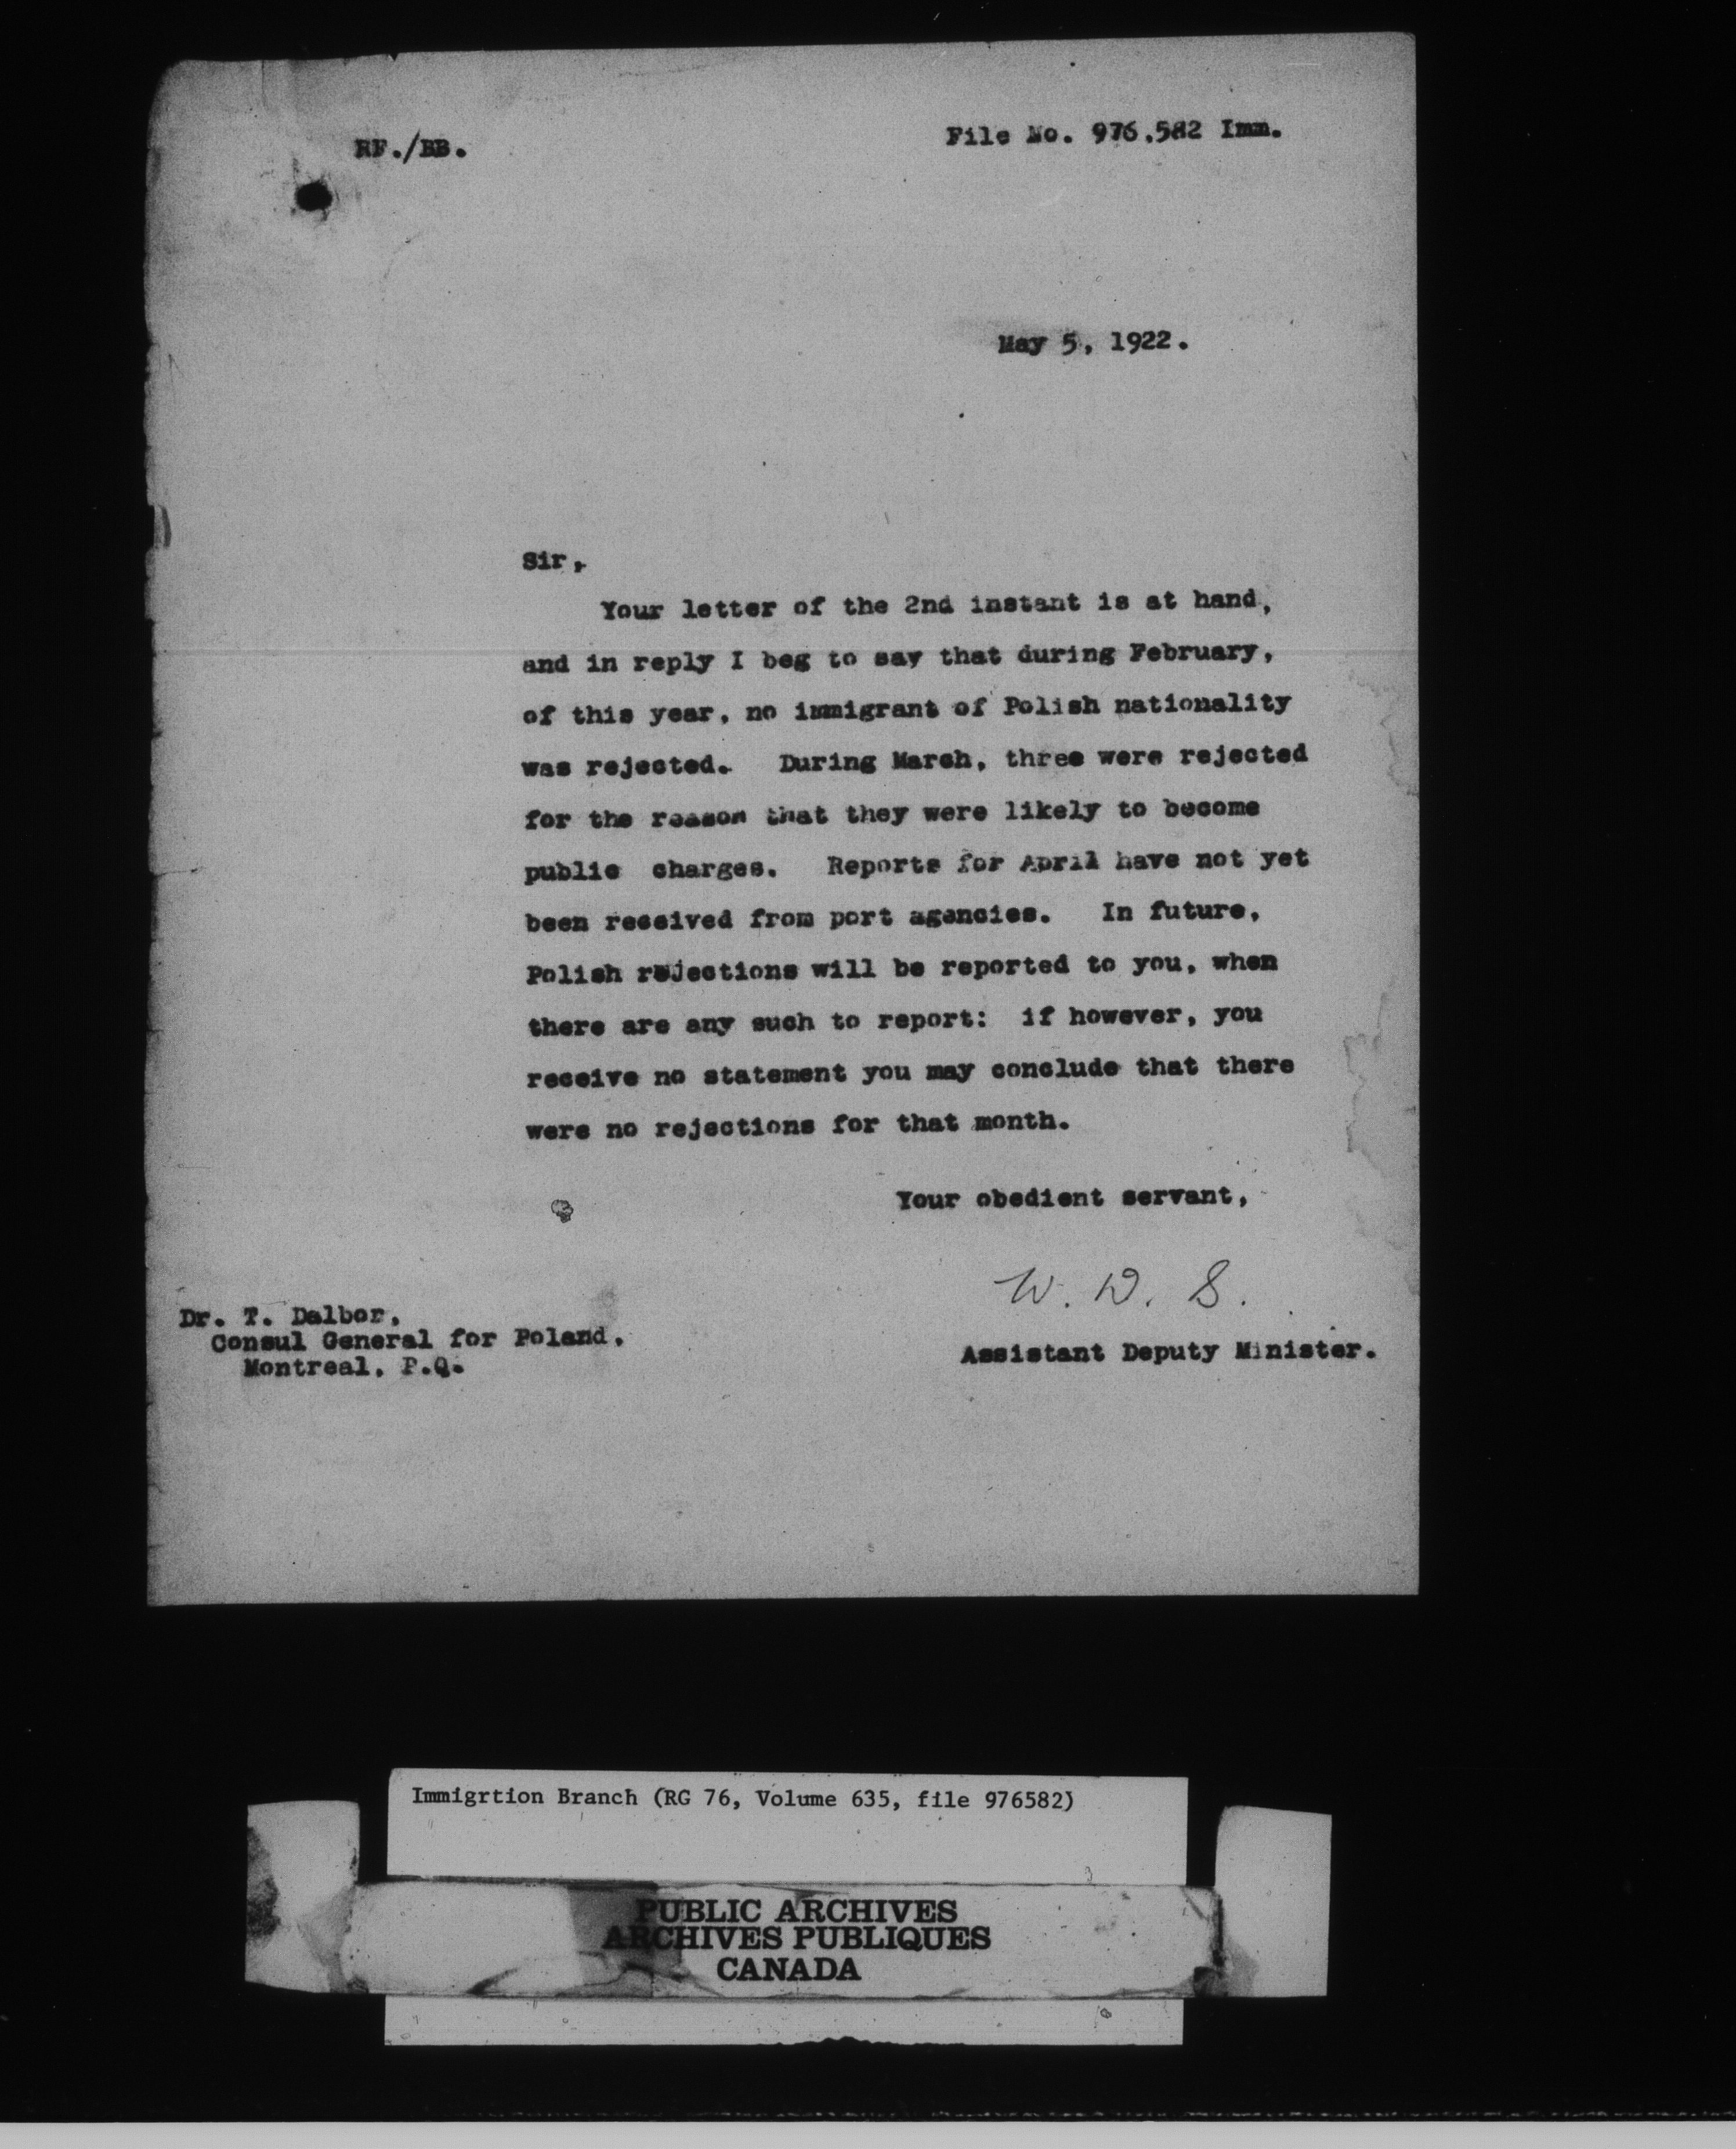 RF./BB.
File No. 976.582 Imm.
May 5, 1922.
Sir,
Your letter of the 2nd instant is at hand,
and in reply I beg to say that during February,
of this year, no immigrant of Polish nationality
was rejected. During March, three were rejected
for the reason that they were likely to become
public charges. Reports for April have not yet
been received from port agencies. In future,
Polish rejections will be reported to you, when
there are any such to report: if however, you
receive no statement you may conclude that there
were no rejections for that month.
Your obedient servant,
W. D. S.
Assistant Deputy Minister.
Dr. T. Dalbor,
Consul General for Poland,
Montreal, P.Q.
Immigrtion Branch (RG 76, Volume 635, file 976582)
PUBLIC ARCHIVES
ARCHIVES PUBLIQUES
CANADA